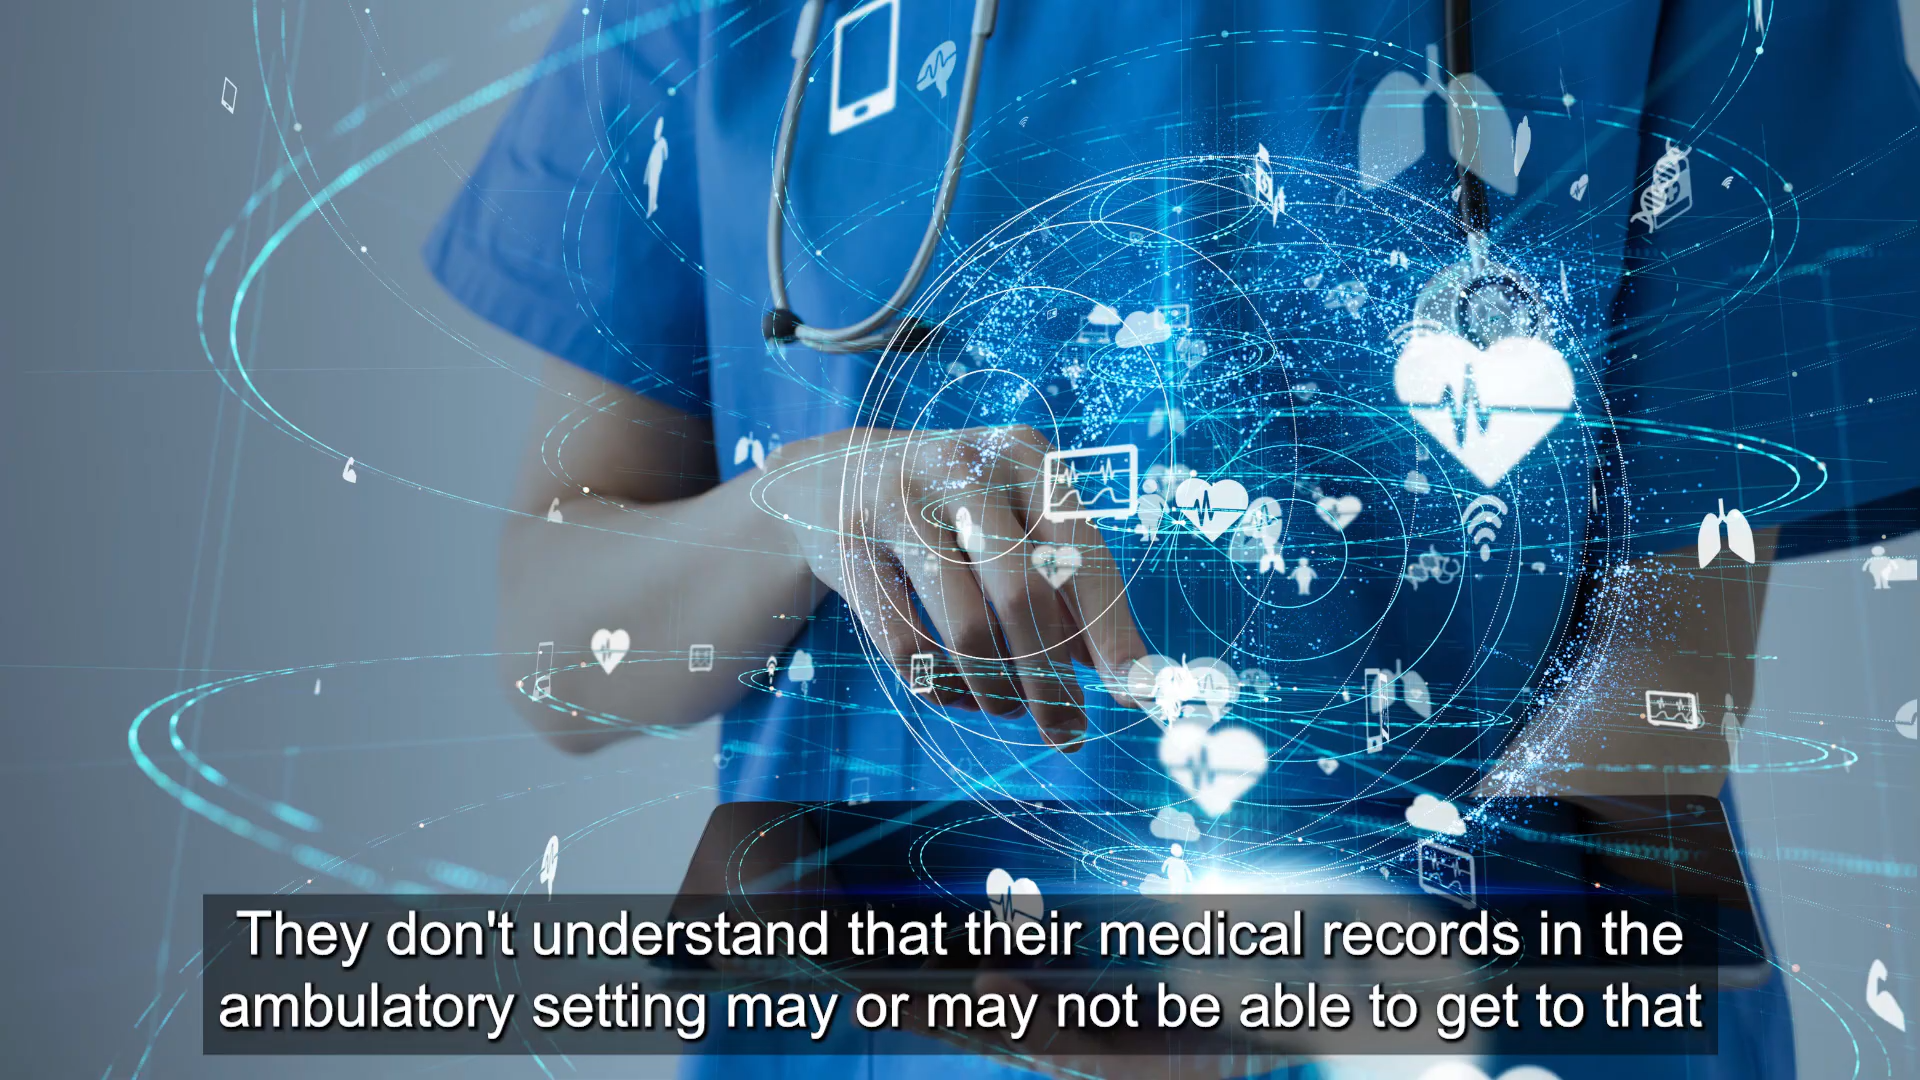 They don't understand that their medical records in the
ambulatory setting may or may not be able to get to that